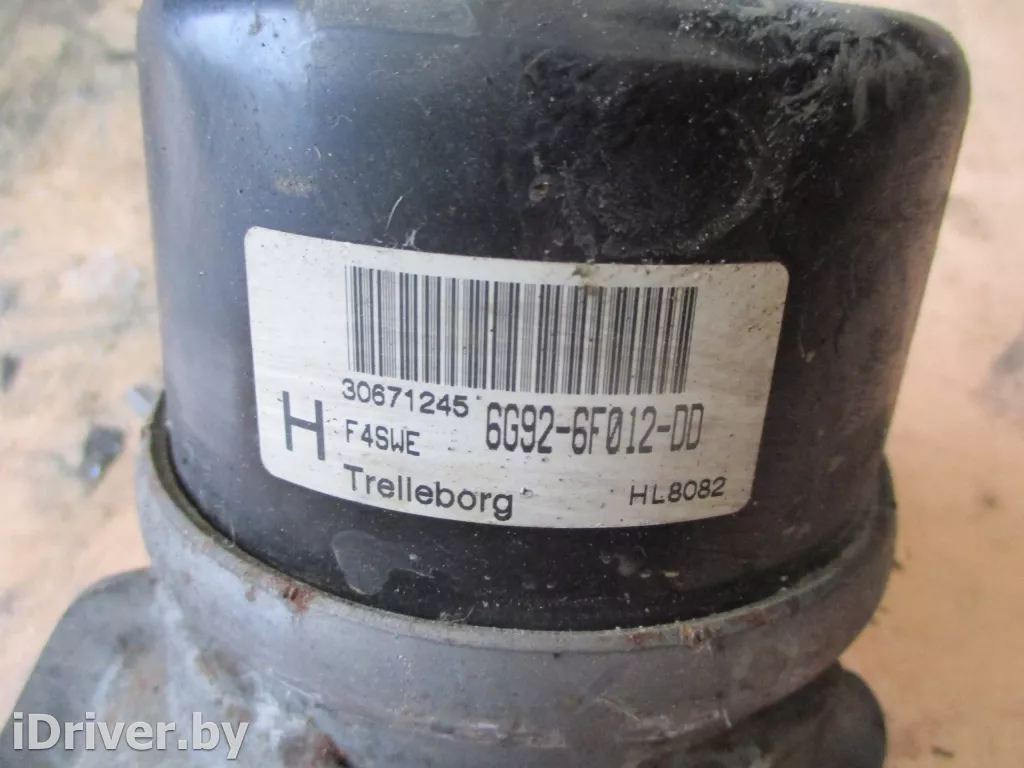 30671245
6G92-6F012-DD
H
F4SWE
Trelleborg
HL8082
iDriver.by